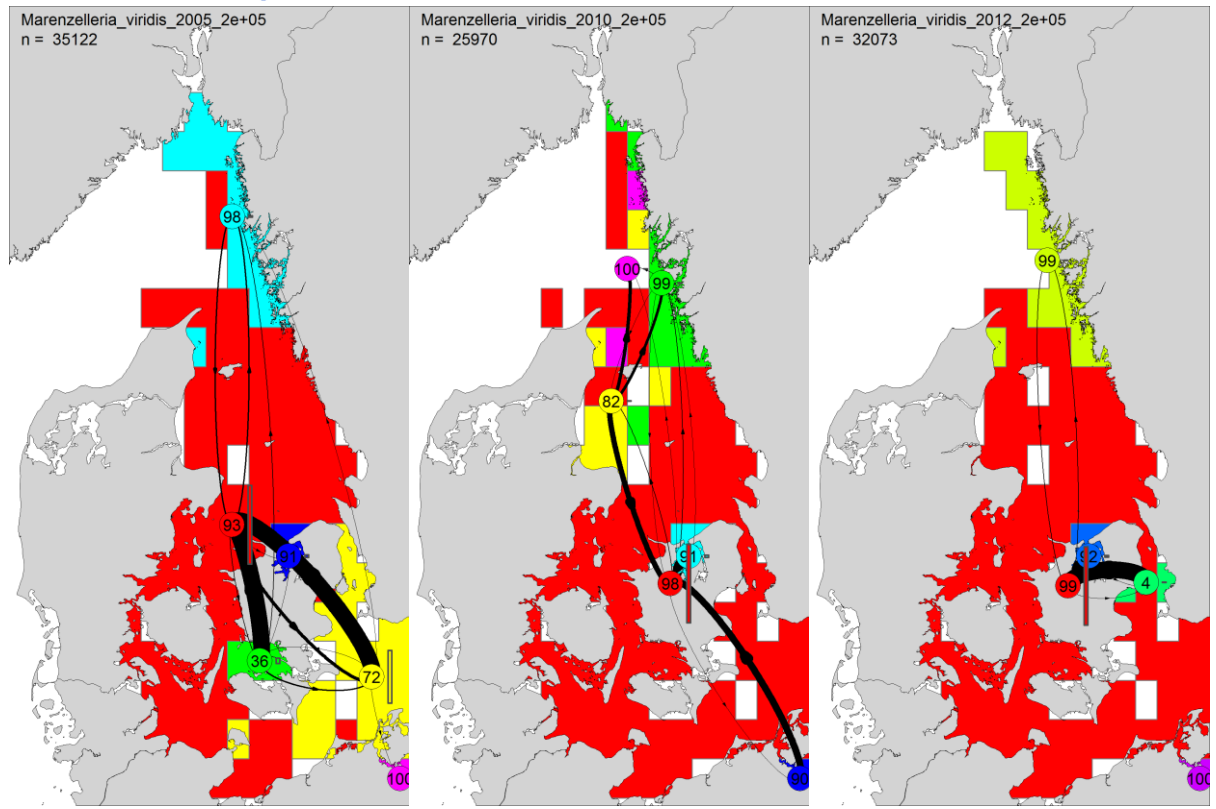 Marenzelleria_viridis_2005_2e+05
n = 35122
98
93
91
36
72
100
Marenzelleria_viridis_2010_2e+05
n = 25970
100
99
82
91
98
90
Marenzelleria_viridis_2012_2e+05
n = 32073
99
92
99
4
100